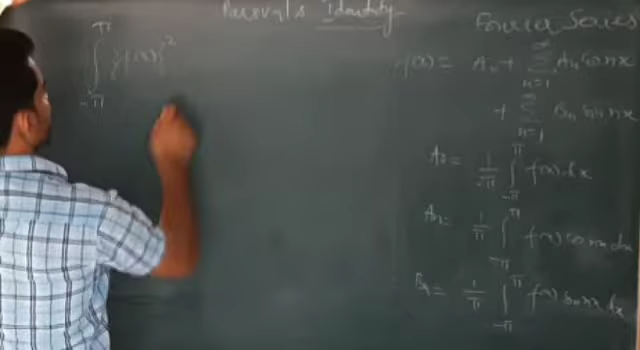 Parseval's Identity
∫_{-π}^{π} {f(x)}²
Fourier Series
f(x) = A₀ + ∑_{n=1}^{∞} Aₙ cos nx
+ ∑_{n=1}^{∞} Bₙ sin nx
A₀ = 1/2π ∫_{-π}^{π} f(x) dx
Aₙ = 1/π ∫_{-π}^{π} f(x) cos nx dx
Bₙ = 1/π ∫_{-π}^{π} f(x) sin nx dx